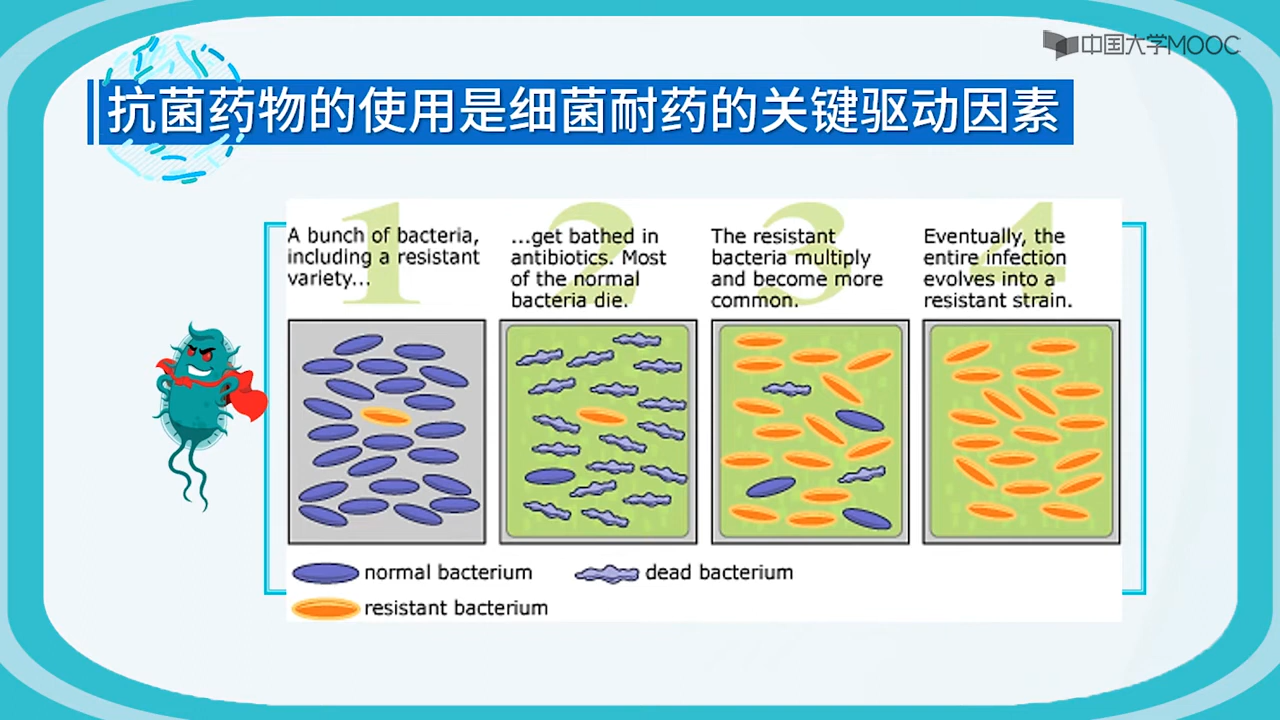 中国大学MOOC
抗菌药物的使用是细菌耐药的关键驱动因素
1
A bunch of bacteria,
including a resistant
variety...
2
...get bathed in
antibiotics. Most
of the normal
bacteria die.
3
The resistant
bacteria multiply
and become more
common.
4
Eventually, the
entire infection
evolves into a
resistant strain.
normal bacterium
dead bacterium
resistant bacterium